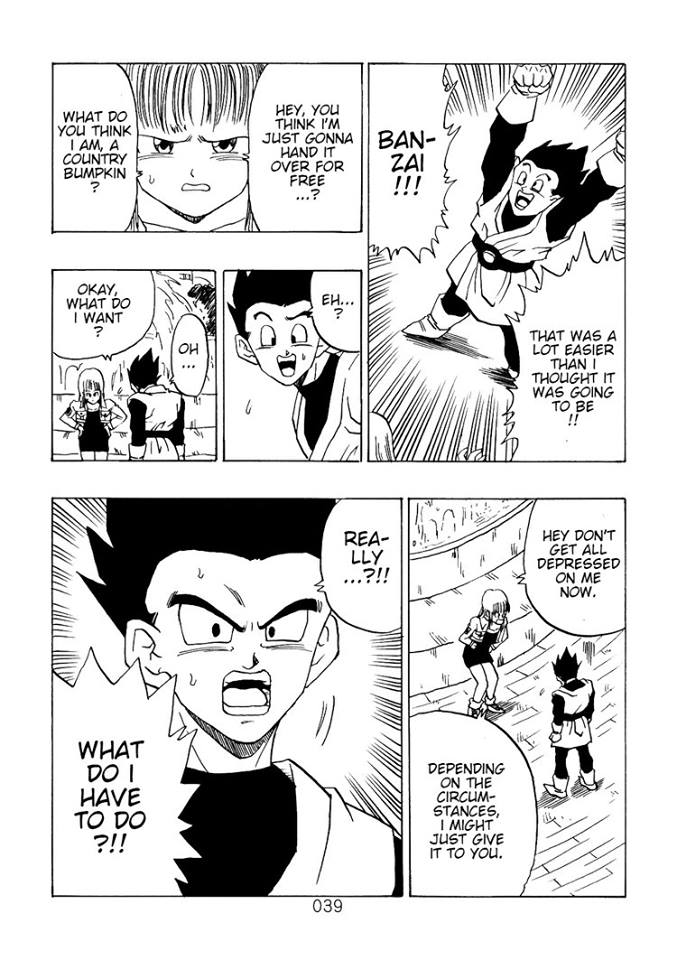 BAN-
ZAI
!!!
THAT WAS A
LOT EASIER
THAN I
THOUGHT IT
WAS GOING
TO BE
!!
HEY, YOU
THINK I'M
JUST GONNA
HAND IT
OVER FOR
FREE
...?
WHAT DO
YOU THINK
I AM, A
COUNTRY
BUMPKIN
?
EH...
?
OH
...
OKAY,
WHAT DO
I WANT
?
HEY DON'T
GET ALL
DEPRESSED
ON ME
NOW.
DEPENDING
ON THE
CIRCUM-
STANCES,
I MIGHT
JUST GIVE
IT TO YOU.
REA-
LLY
...?!!
WHAT
DO I
HAVE
TO DO
?!!
039